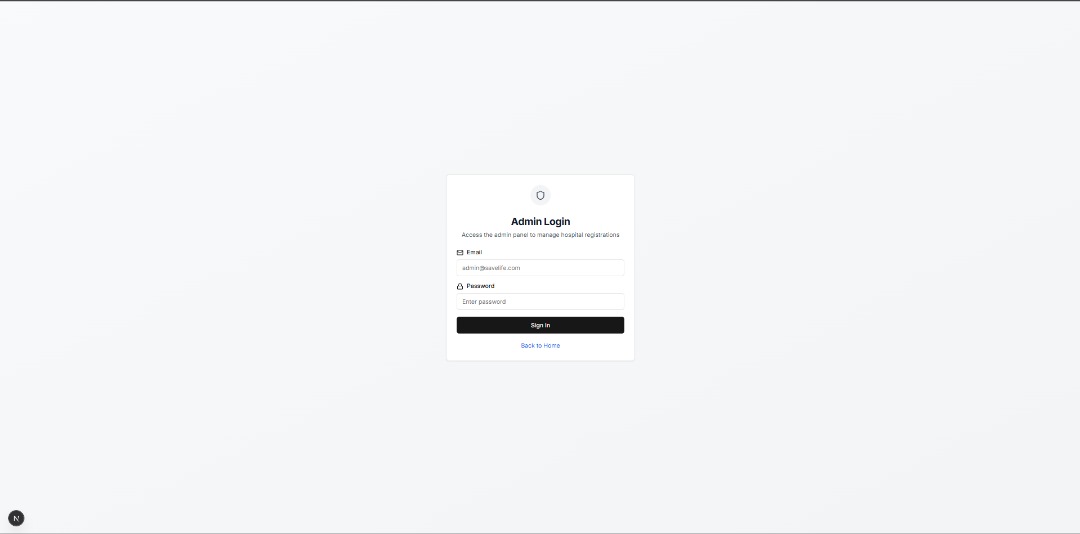 Admin Login
Access the admin panel to manage hospital registrations
Email
admin@savelife.com
Password
Enter password
Sign In
Back to Home
N